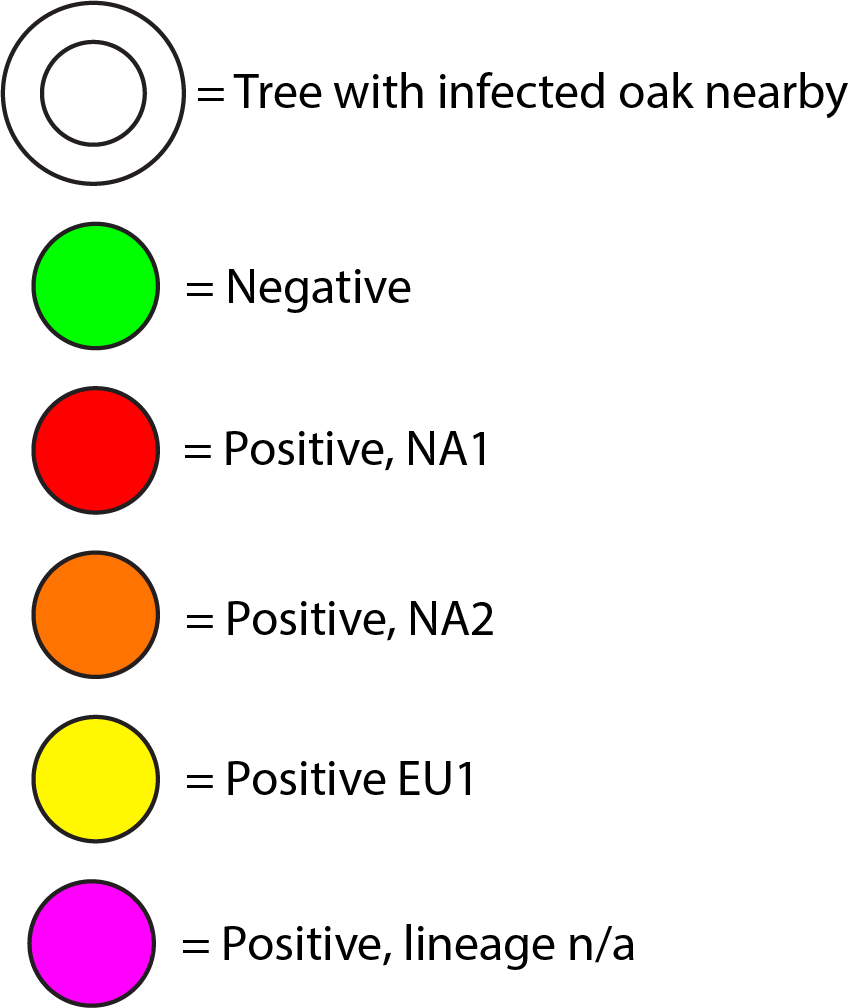 = Tree with infected oak nearby
= Negative
= Positive, NA1
= Positive, NA2
= Positive EU1
= Positive, lineage n/a